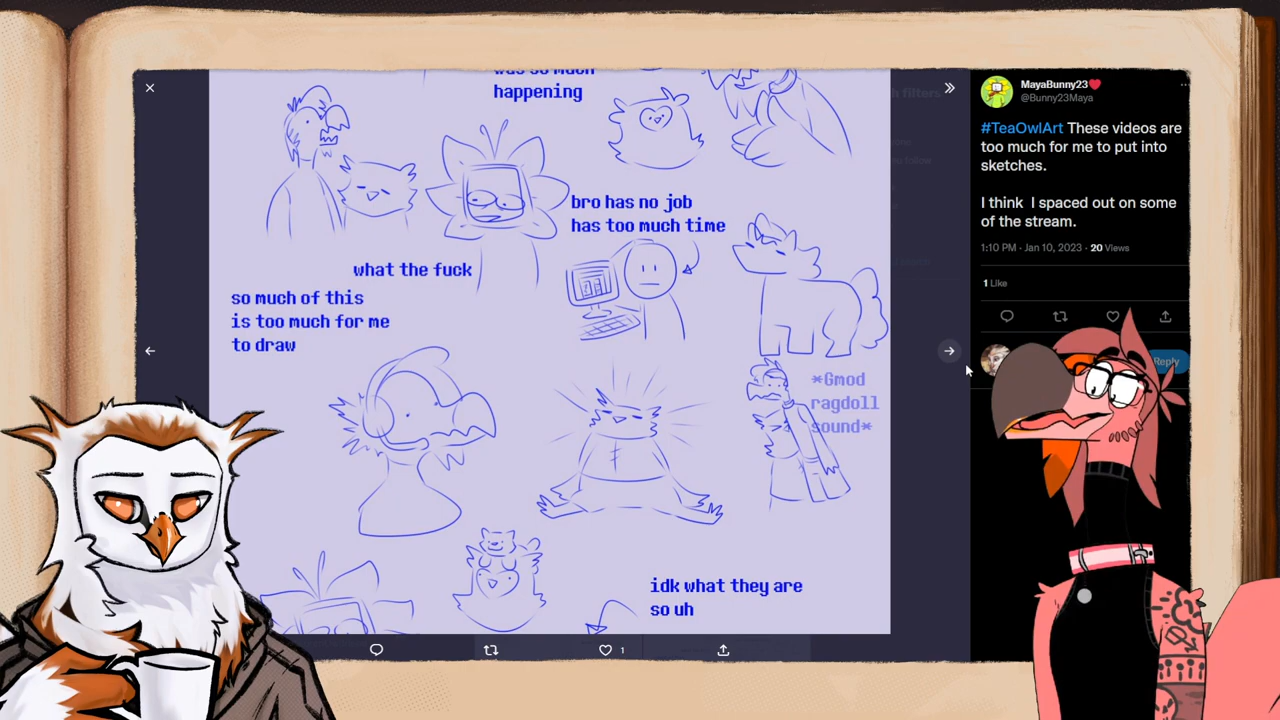 was so much
happening
bro has no job
has too much time
what the fuck
so much of this
is too much for me
to draw
*Gmod
ragdoll
sound*
idk what they are
so uh
1
MayaBunny23❤️
@Bunny23Maya
#TeaOwlArt These videos are
too much for me to put into
sketches.
I think I spaced out on some
of the stream.
1:10 PM · Jan 10, 2023 · 20 Views
1 Like
Reply